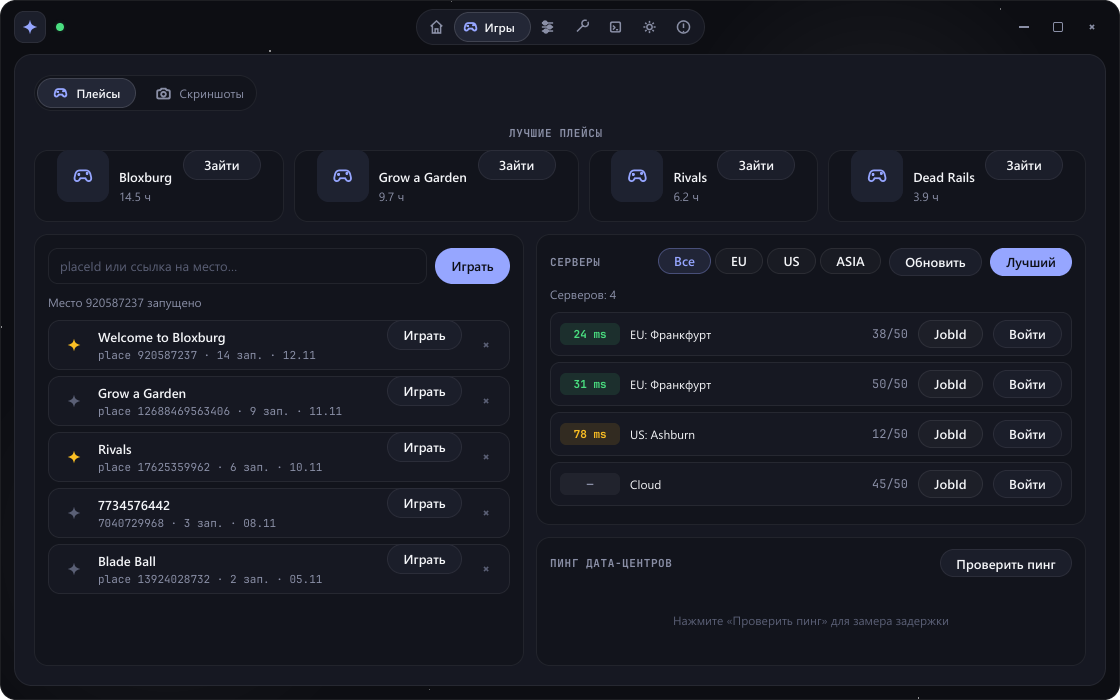 Игры
Плейсы
Скриншоты
ЛУЧШИЕ ПЛЕЙСЫ
Bloxburg
14.5 ч
Зайти
Grow a Garden
9.7 ч
Зайти
Rivals
6.2 ч
Зайти
Dead Rails
3.9 ч
Зайти
placeId или ссылка на место...
Играть
Место 920587237 запущено
Welcome to Bloxburg
place 920587237 · 14 зап. · 12.11
Играть
Grow a Garden
place 12688469563406 · 9 зап. · 11.11
Играть
Rivals
place 17625359962 · 6 зап. · 10.11
Играть
7734576442
7040729968 · 3 зап. · 08.11
Играть
Blade Ball
place 13924028732 · 2 зап. · 05.11
Играть
СЕРВЕРЫ
Все
EU
US
ASIA
Обновить
Лучший
Серверов: 4
24 ms EU: Франкфурт 38/50 JobId Войти
31 ms EU: Франкфурт 50/50 JobId Войти
78 ms US: Ashburn 12/50 JobId Войти
— Cloud 45/50 JobId Войти
ПИНГ ДАТА-ЦЕНТРОВ
Проверить пинг
Нажмите «Проверить пинг» для замера задержки